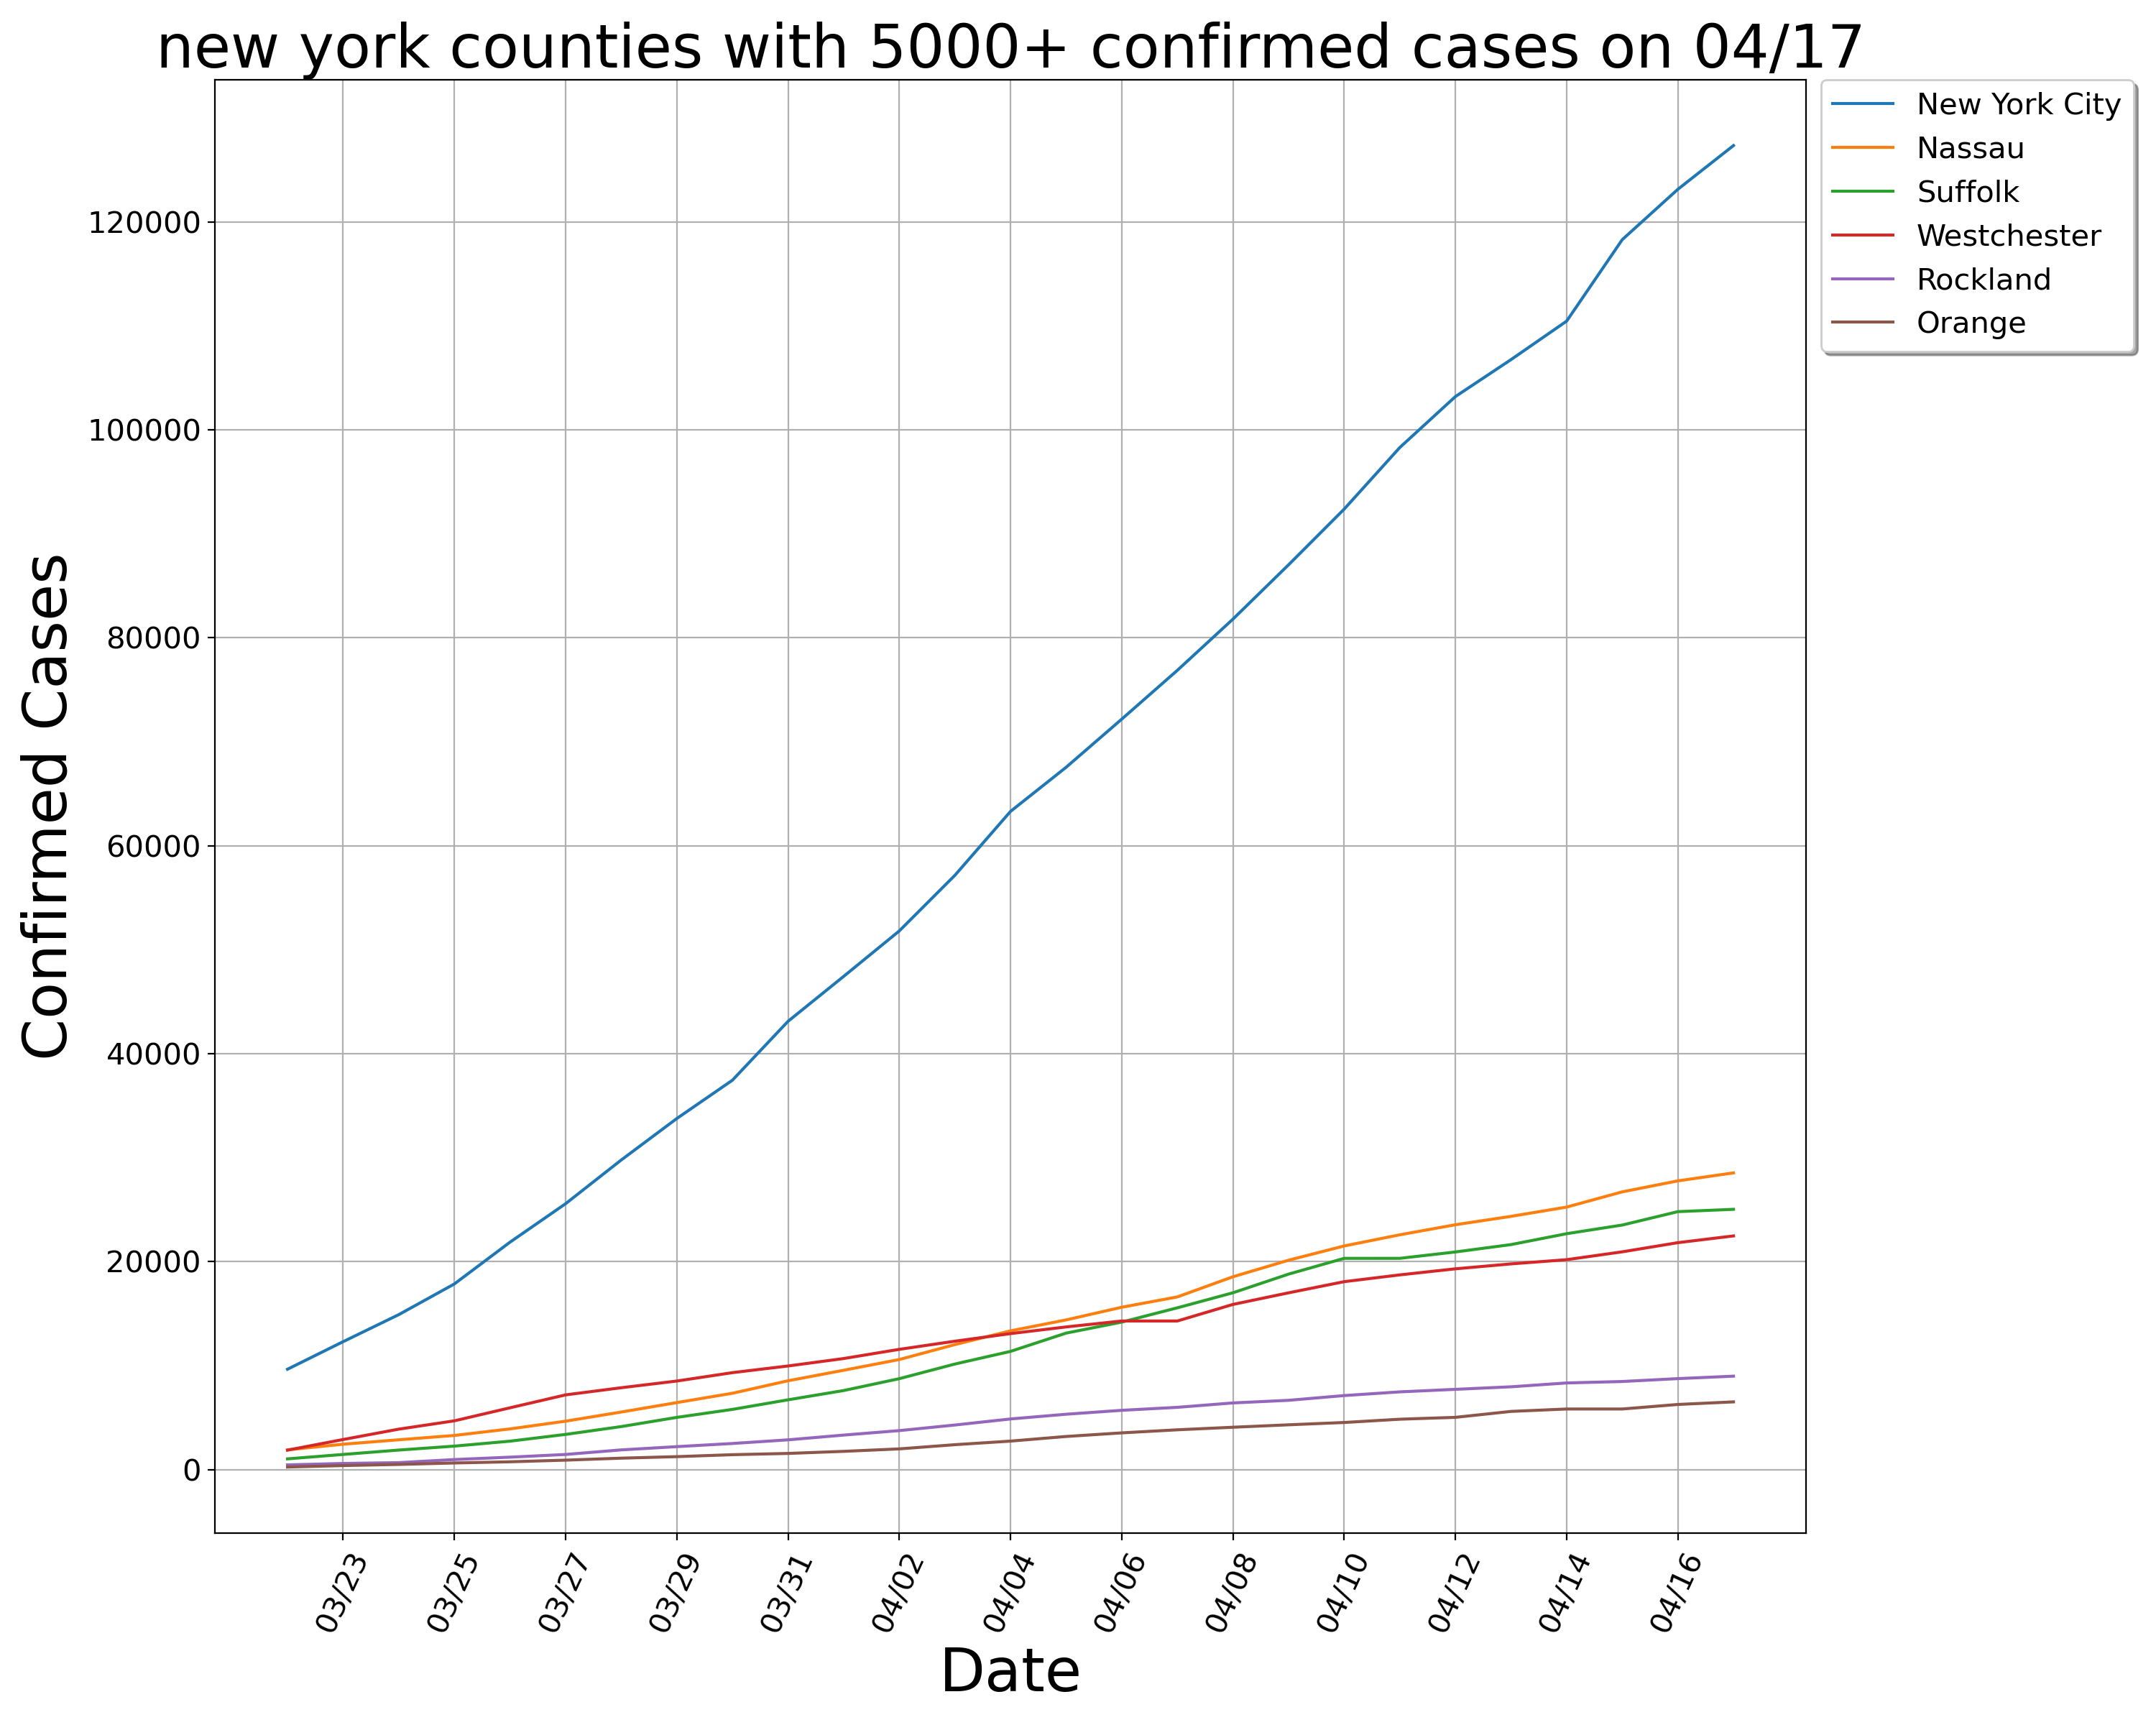 new york counties with 5000+ confirmed cases on 04/17
New York City
Nassau
Suffolk
Westchester
Rockland
Orange
Confirmed Cases
120000
100000
80000
60000
40000
20000
0
03/23
03/25
03/27
03/29
03/31
04/02
04/04
04/06
04/08
04/10
04/12
04/14
04/16
Date